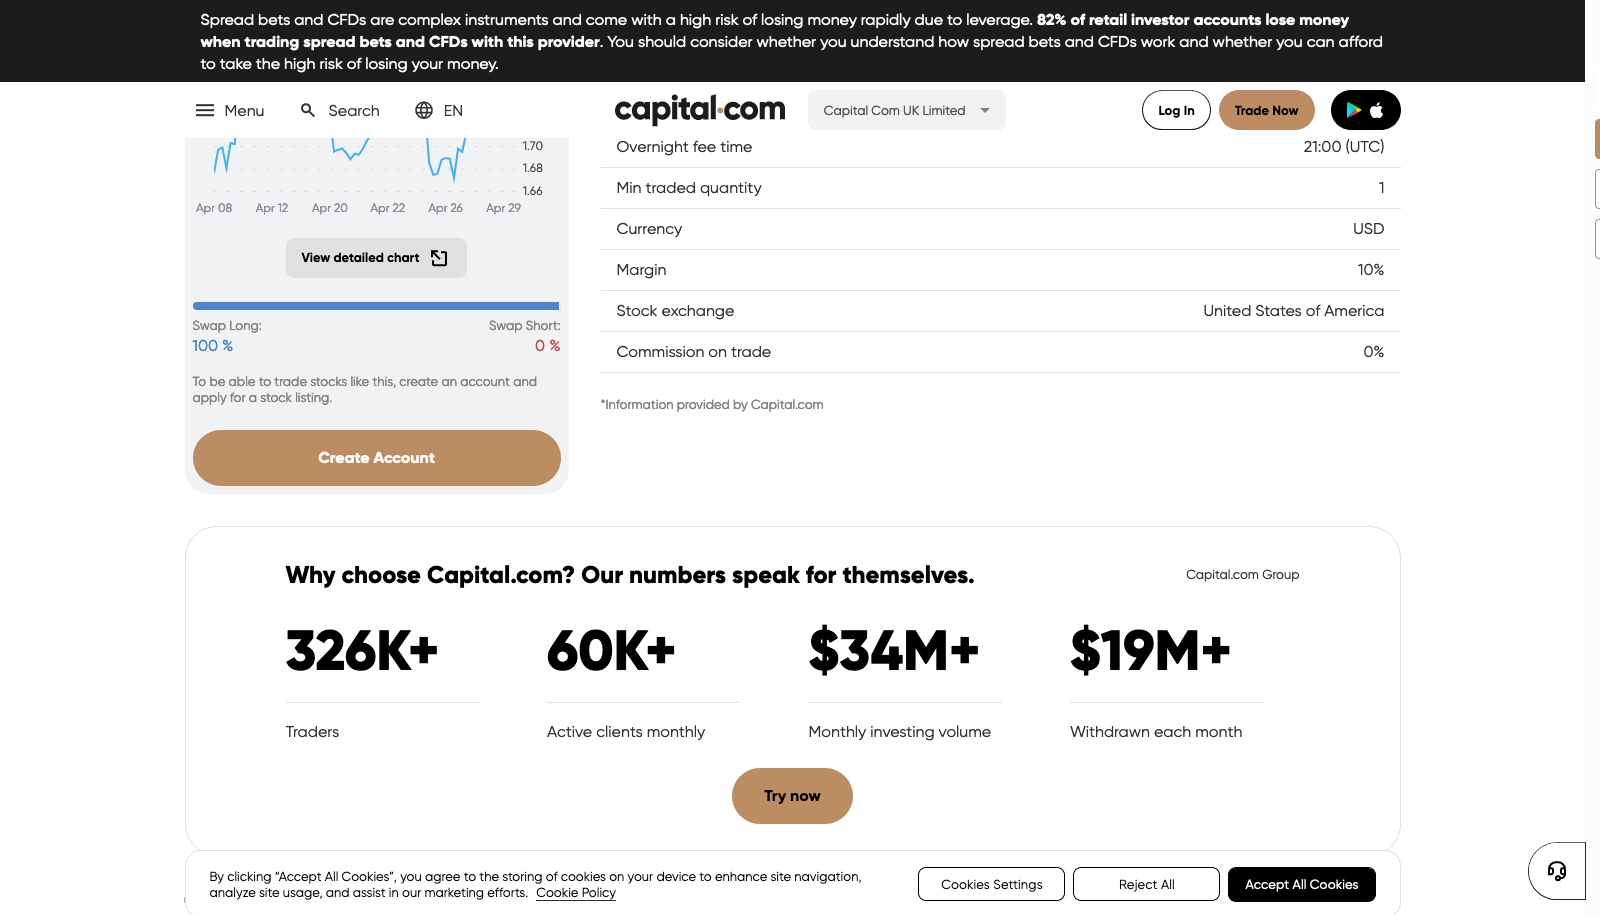 Spread bets and CFDs are complex instruments and come with a high risk of losing money rapidly due to leverage. 82% of retail investor accounts lose money
when trading spread bets and CFDs with this provider. You should consider whether you understand how spread bets and CFDs work and whether you can afford
to take the high risk of losing your money.
Menu
Search
EN
capital.com
Capital Com UK Limited
Log In
Trade Now
1.70
1.68
1.66
Apr 08
Apr 12
Apr 20
Apr 22
Apr 26
Apr 29
View detailed chart
Swap Long:
Swap Short:
100 %
0 %
To be able to trade stocks like this, create an account and
apply for a stock listing.
Create Account
Overnight fee time
21:00 (UTC)
Min traded quantity
1
Currency
USD
Margin
10%
Stock exchange
United States of America
Commission on trade
0%
*Information provided by Capital.com
Why choose Capital.com? Our numbers speak for themselves.
Capital.com Group
326K+
60K+
$34M+
$19M+
Traders
Active clients monthly
Monthly investing volume
Withdrawn each month
Try now
By clicking “Accept All Cookies”, you agree to the storing of cookies on your device to enhance site navigation,
analyze site usage, and assist in our marketing efforts. Cookie Policy
Cookies Settings
Reject All
Accept All Cookies